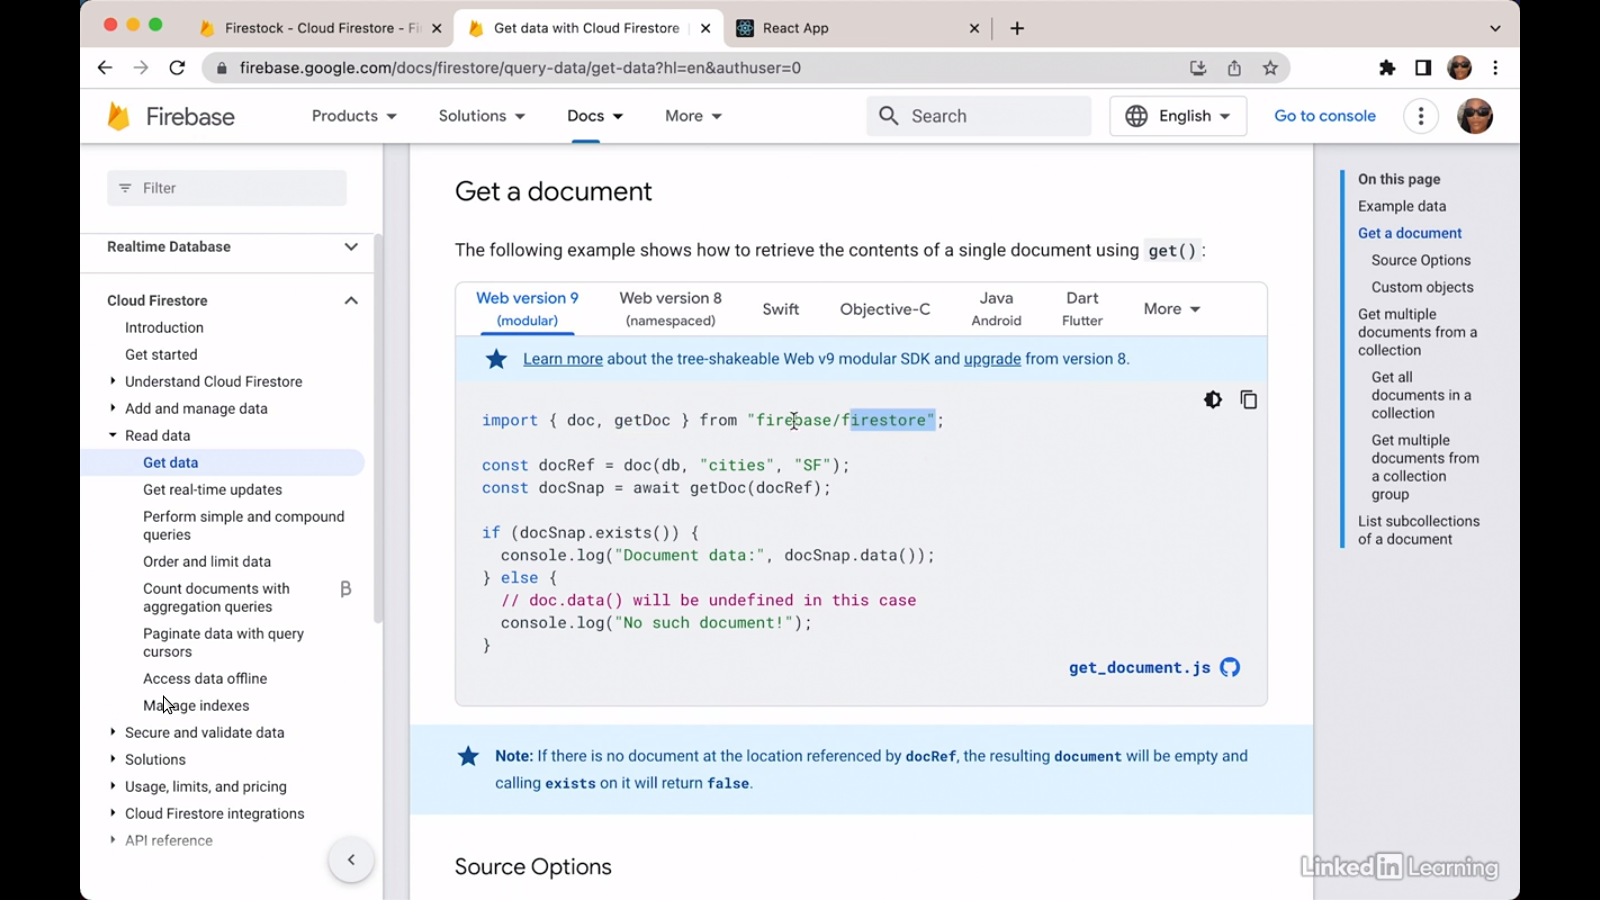 Firestock - Cloud Firestore - Fi
Get data with Cloud Firestore
React App
firebase.google.com/docs/firestore/query-data/get-data?hl=en&authuser=0
Firebase
Products
Solutions
Docs
More
Search
English
Go to console
Filter
Realtime Database
Cloud Firestore
Introduction
Get started
Understand Cloud Firestore
Add and manage data
Read data
Get data
Get real-time updates
Perform simple and compound
queries
Order and limit data
Count documents with
aggregation queries
Paginate data with query
cursors
Access data offline
Manage indexes
Secure and validate data
Solutions
Usage, limits, and pricing
Cloud Firestore integrations
API reference
Get a document
The following example shows how to retrieve the contents of a single document using get():
Web version 9
(modular)
Web version 8
(namespaced)
Swift
Objective-C
Java
Android
Dart
Flutter
More
Learn more about the tree-shakeable Web v9 modular SDK and upgrade from version 8.
import { doc, getDoc } from "firebase/firestore";
const docRef = doc(db, "cities", "SF");
const docSnap = await getDoc(docRef);
if (docSnap.exists()) {
console.log("Document data:", docSnap.data());
} else {
// doc.data() will be undefined in this case
console.log("No such document!");
}
get_document.js
Note: If there is no document at the location referenced by docRef, the resulting document will be empty and
calling exists on it will return false.
Source Options
On this page
Example data
Get a document
Source Options
Custom objects
Get multiple
documents from a
collection
Get all
documents in a
collection
Get multiple
documents from
a collection
group
List subcollections
of a document
LinkedIn Learning